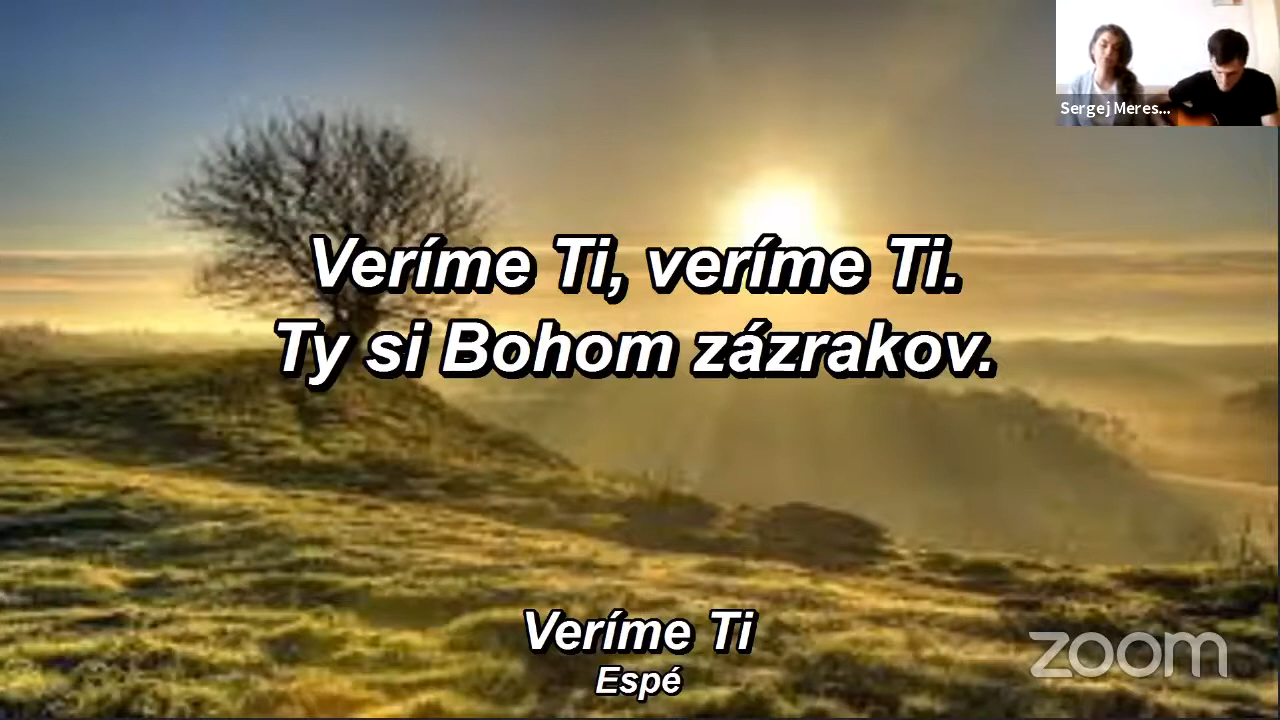 Sergej Meres...
Veríme Ti, veríme Ti.
Ty si Bohom zázrakov.
Veríme Ti
Espé
zoom